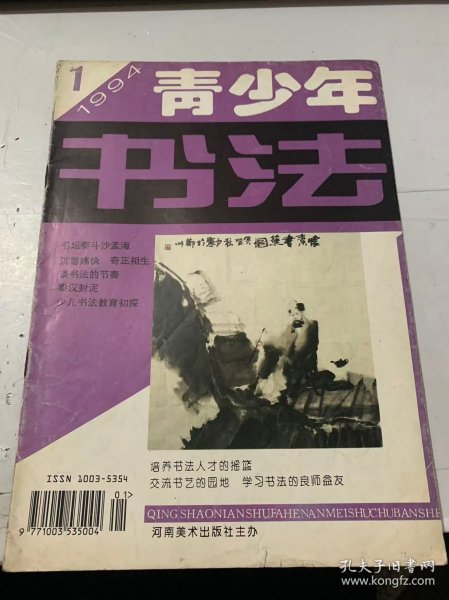 1
1994
青少年
书法
书坛泰斗沙孟海
沉着痛快 奇正相生
谈书法的节奏
秦汉封泥
少儿书法教育初探
培养书法人才的摇篮
交流书艺的园地 学习书法的良师益友
ISSN 1003-5354
01>
9 771003 535004
QINGSHAONIANSHUFAHENANMEISHUCHUBANSHE
河南美术出版社主办
孔夫子旧书网
www.kongfz.com